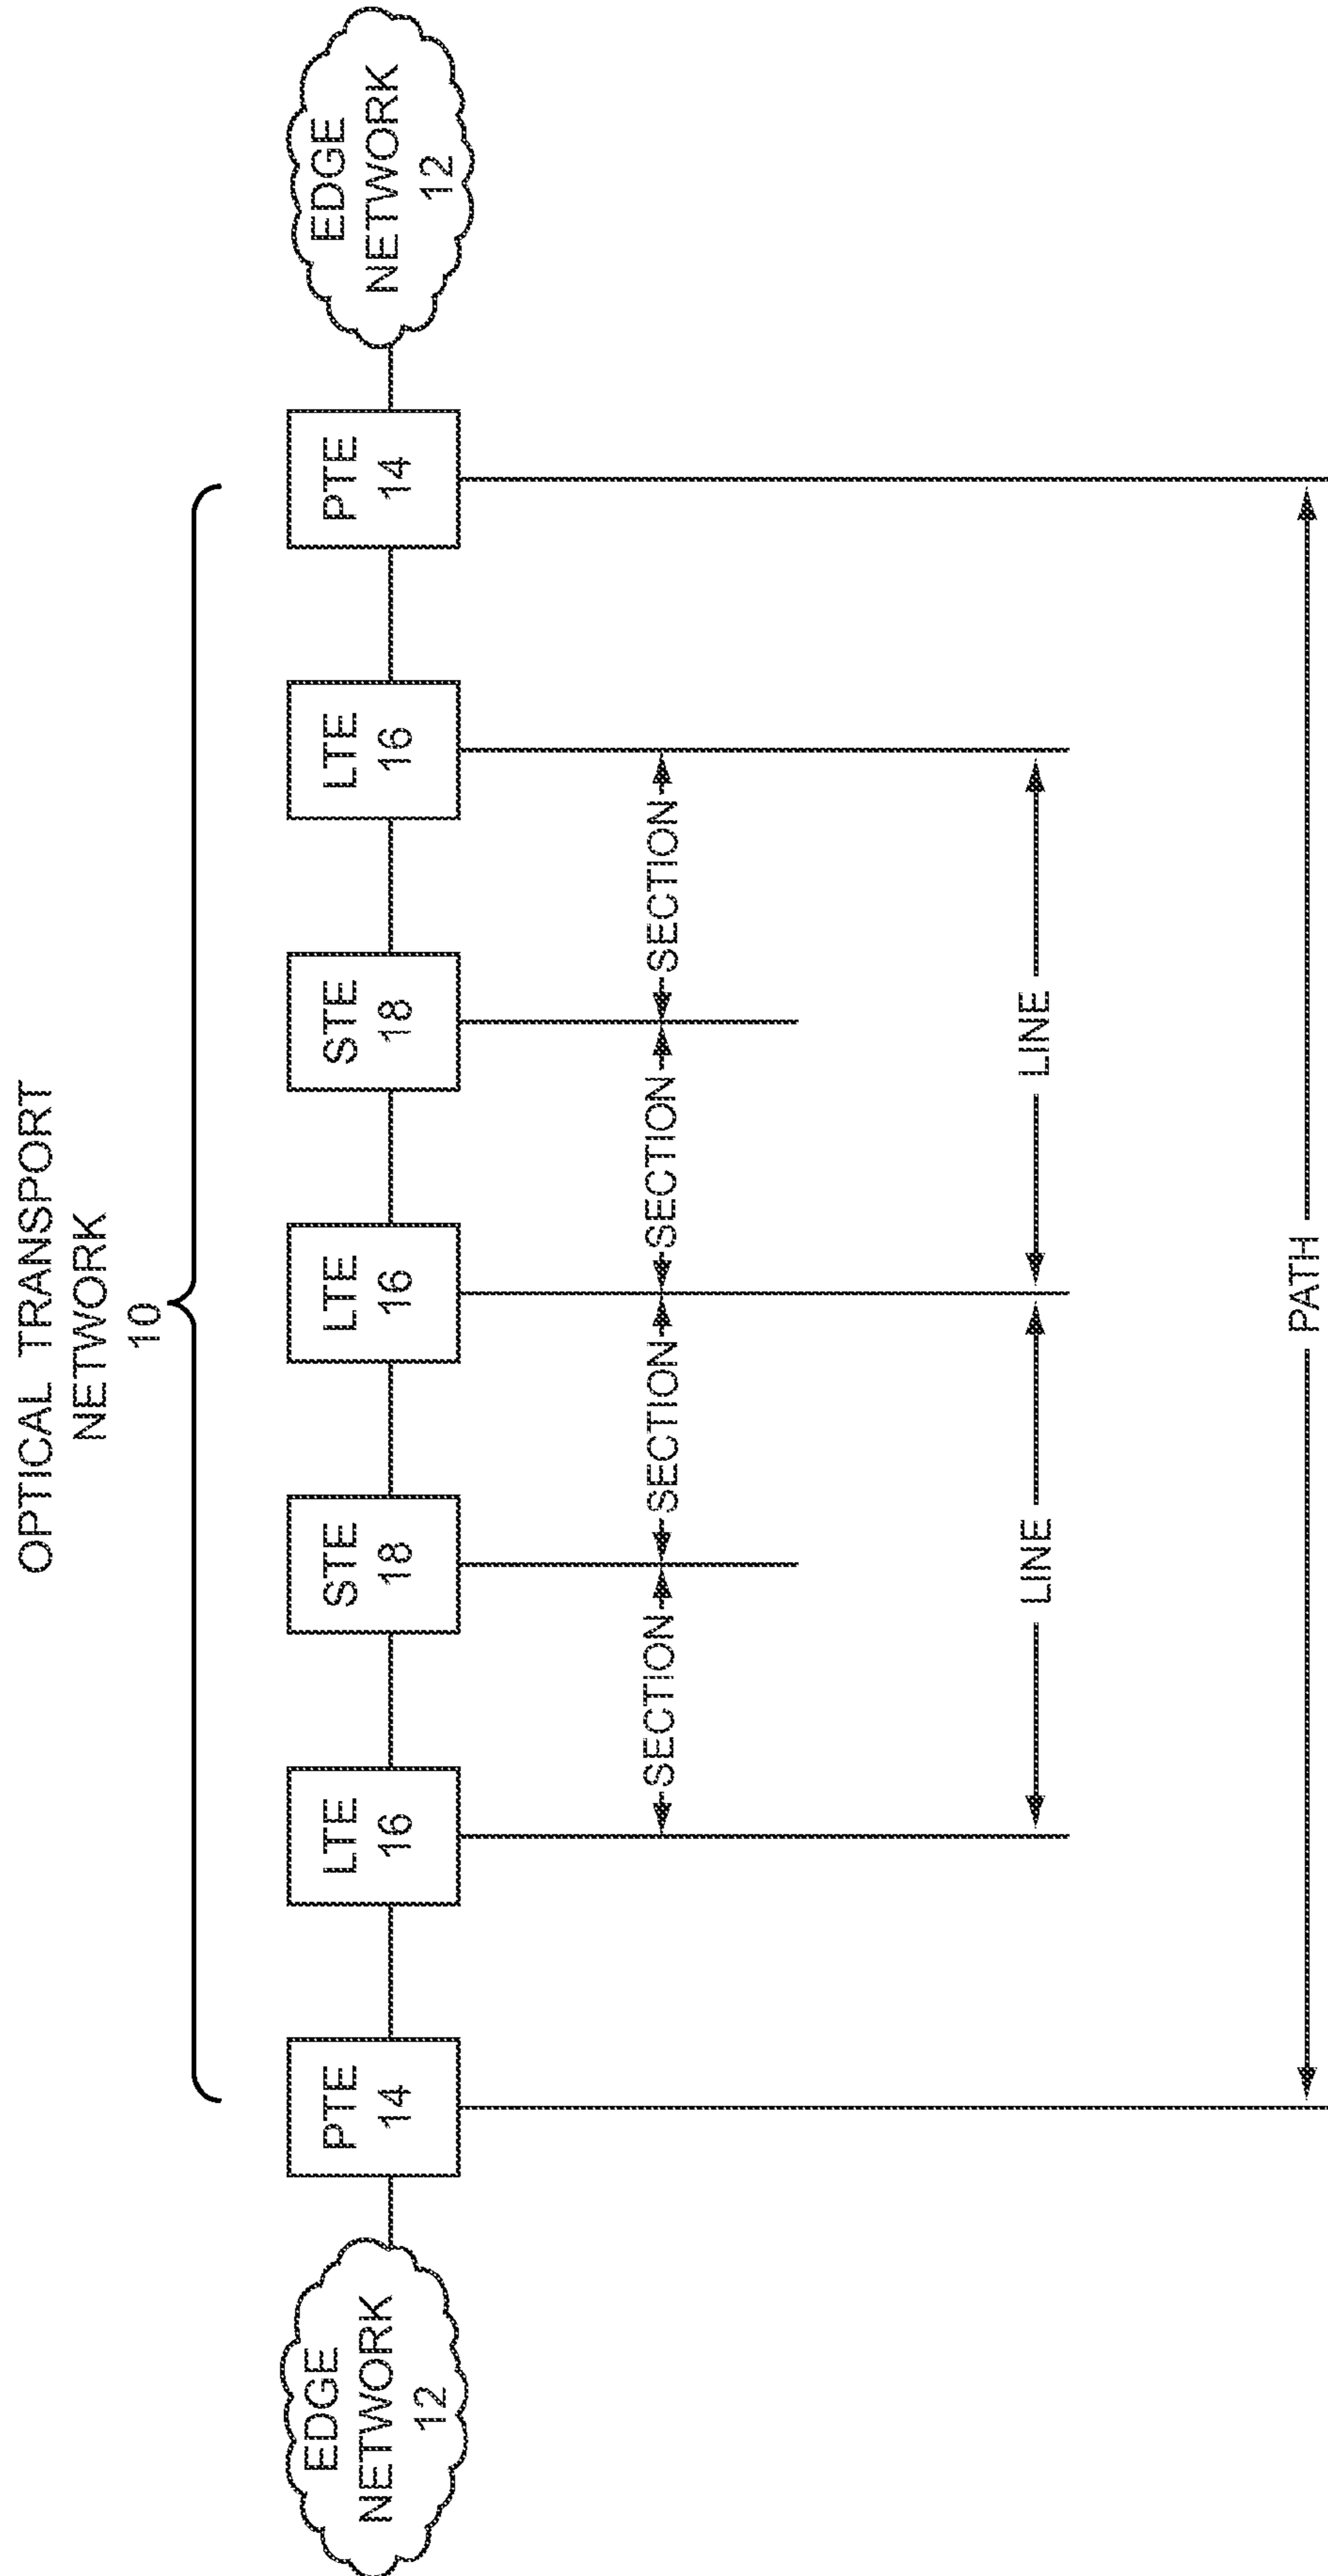 OPTICAL TRANSPORT
NETWORK
10
EDGE
NETWORK
12
PTE
14
LTE
16
STE
18
LTE
16
STE
18
LTE
16
PTE
14
EDGE
NETWORK
12
SECTION
SECTION
SECTION
SECTION
LINE
LINE
PATH